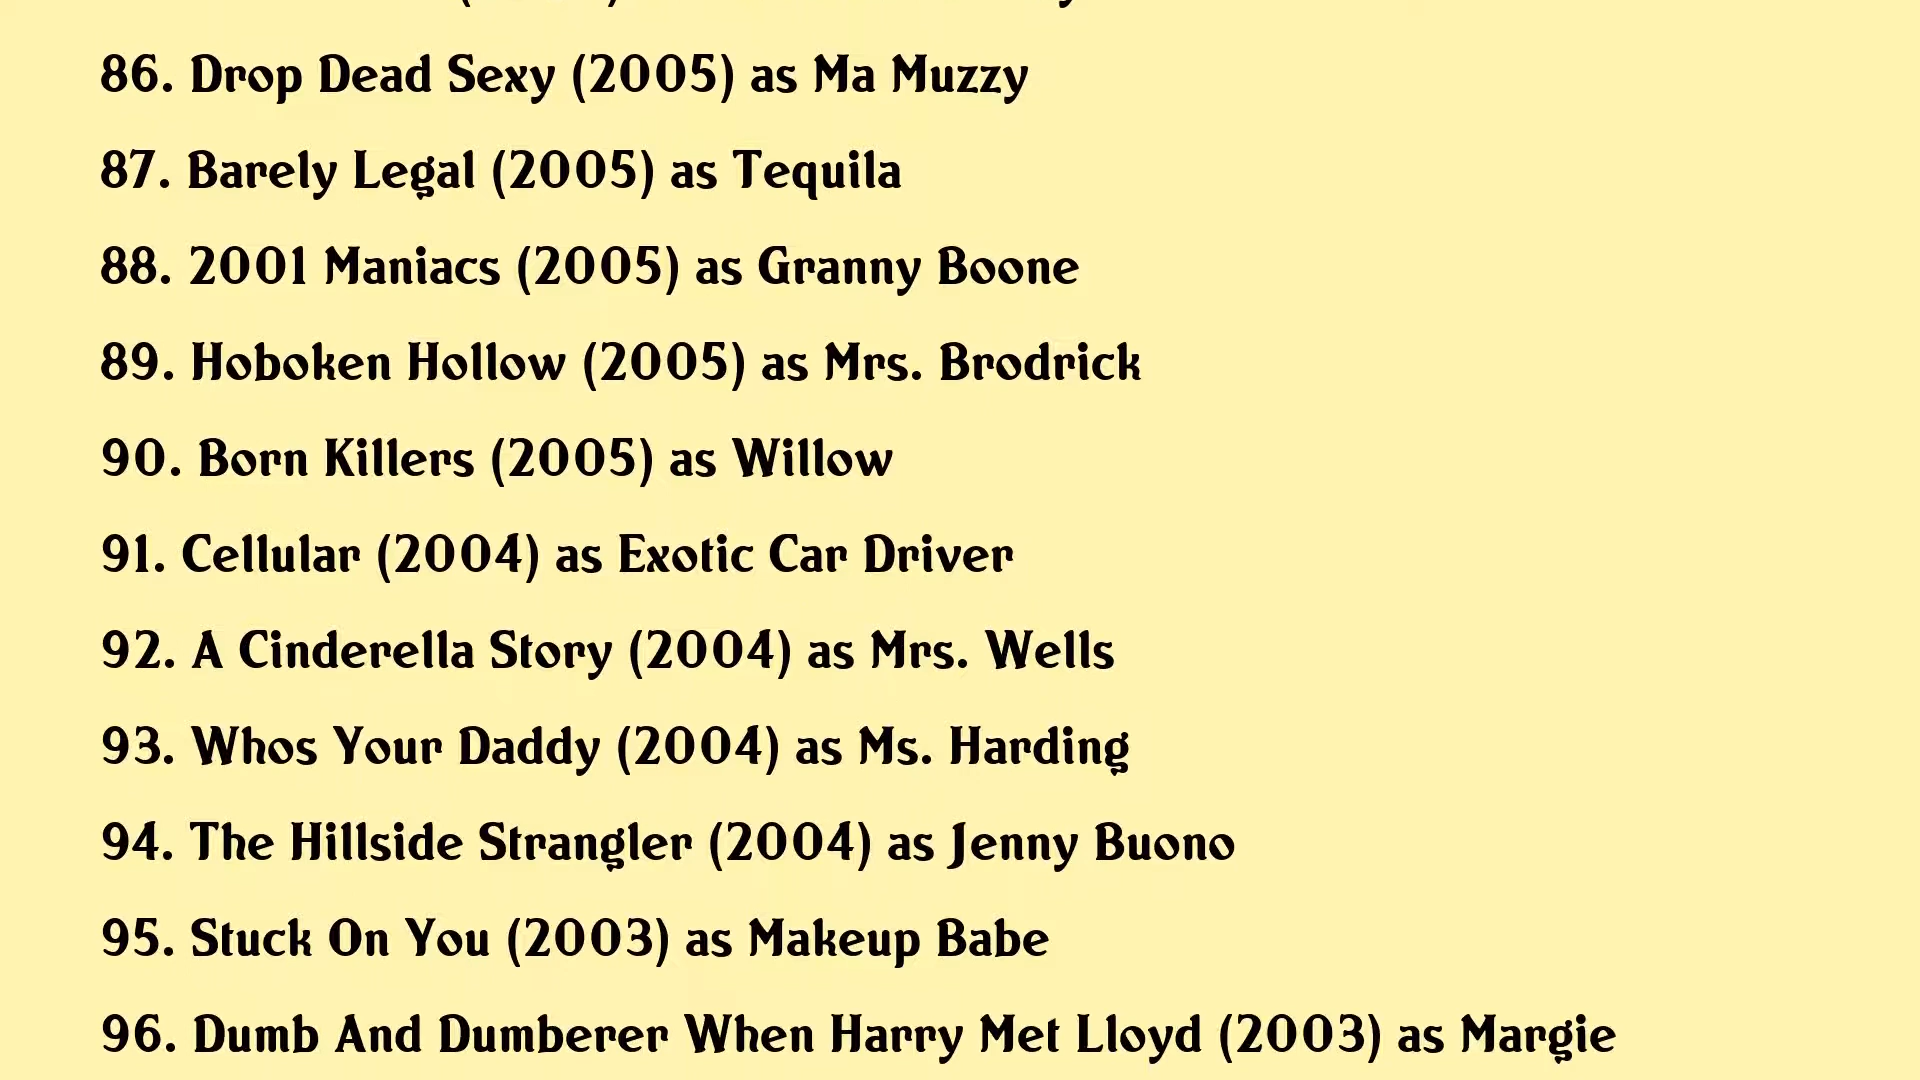 86. Drop Dead Sexy (2005) as Ma Muzzy
87. Barely Legal (2005) as Tequila
88. 2001 Maniacs (2005) as Granny Boone
89. Hoboken Hollow (2005) as Mrs. Brodrick
90. Born Killers (2005) as Willow
91. Cellular (2004) as Exotic Car Driver
92. A Cinderella Story (2004) as Mrs. Wells
93. Whos Your Daddy (2004) as Ms. Harding
94. The Hillside Strangler (2004) as Jenny Buono
95. Stuck On You (2003) as Makeup Babe
96. Dumb And Dumberer When Harry Met Lloyd (2003) as Margie